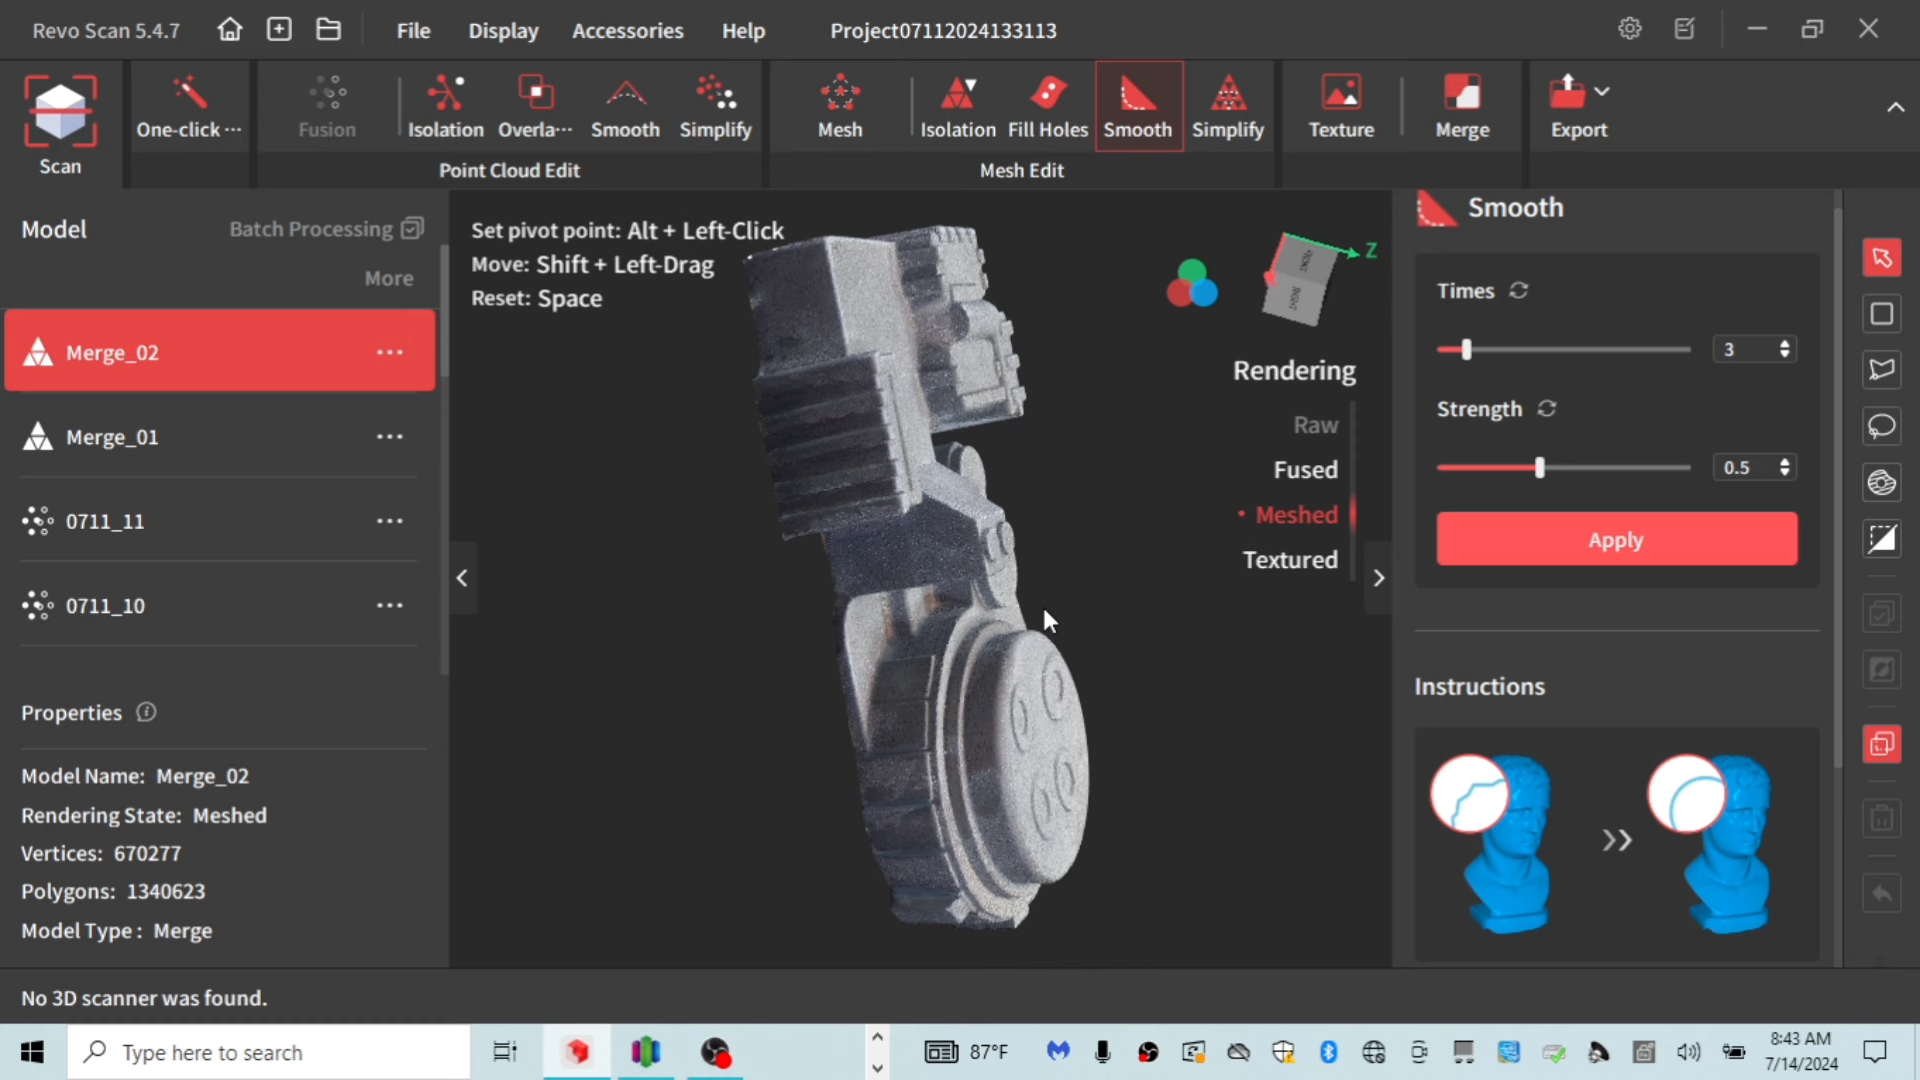 Revo Scan 5.4.7
File
Display
Accessories
Help
Project07112024133113
Scan
One-click ···
Fusion
Isolation
Overla···
Smooth
Simplify
Point Cloud Edit
Mesh
Isolation
Fill Holes
Smooth
Simplify
Mesh Edit
Texture
Merge
Export
Model
Batch Processing
More
Merge_02
Merge_01
0711_11
0711_10
Properties
Model Name: Merge_02
Rendering State: Meshed
Vertices: 670277
Polygons: 1340623
Model Type : Merge
Set pivot point: Alt + Left-Click
Move: Shift + Left-Drag
Reset: Space
Z
FRONT
RIGHT
Rendering
Raw
Fused
• Meshed
Textured
Smooth
Times
3
Strength
0.5
Apply
Instructions
No 3D scanner was found.
Type here to search
87°F
8:43 AM
7/14/2024